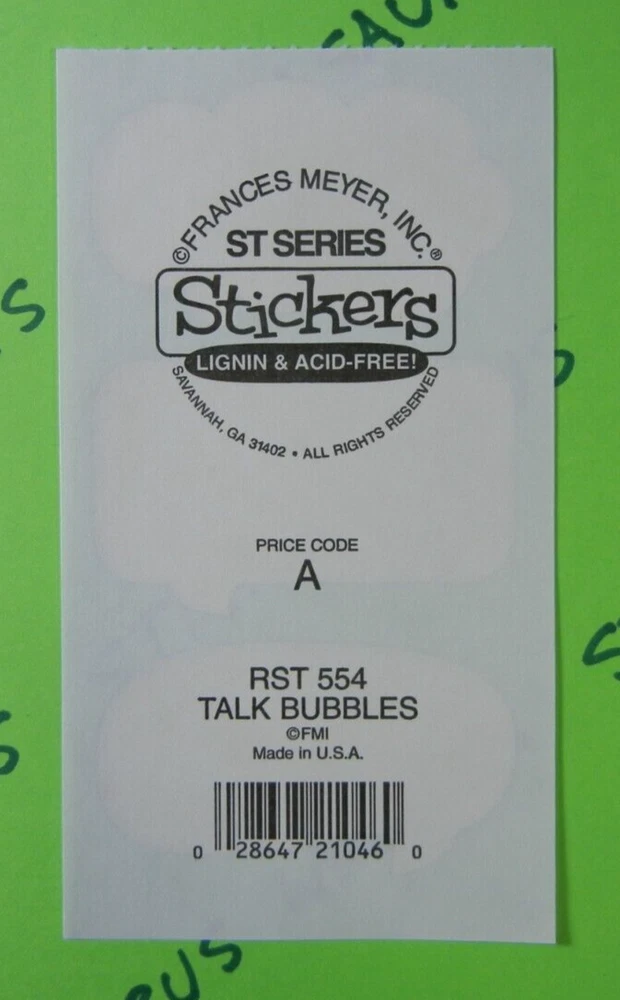 ©FRANCES MEYER, INC.®
ST SERIES
Stickers
LIGNIN & ACID-FREE!
SAVANNAH, GA 31402 • ALL RIGHTS RESERVED
PRICE CODE
A
RST 554
TALK BUBBLES
©FMI
Made in U.S.A.
0 28647 21046 0